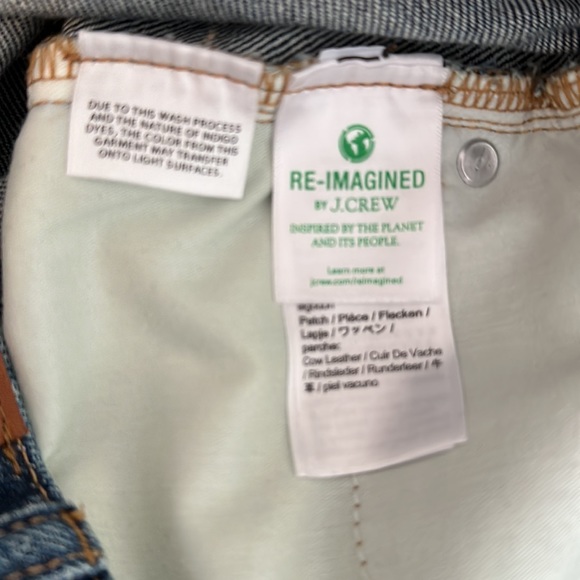 DUE TO THIS WASH PROCESS
AND THE NATURE OF INDIGO
DYES, THE COLOR FROM THIS
GARMENT MAY TRANSFER
ONTO LIGHT SURFACES.
RE-IMAGINED
BY J.CREW
INSPIRED BY THE PLANET
AND ITS PEOPLE.
Learn more at
jcrew.com/reimagined
Patch / Pièce / Flecken /
Lapje / ワッペン /
parche:
Cow Leather / Cuir De Vache
/ Rindsleder / Runderleer / 牛
革 / piel vacuno